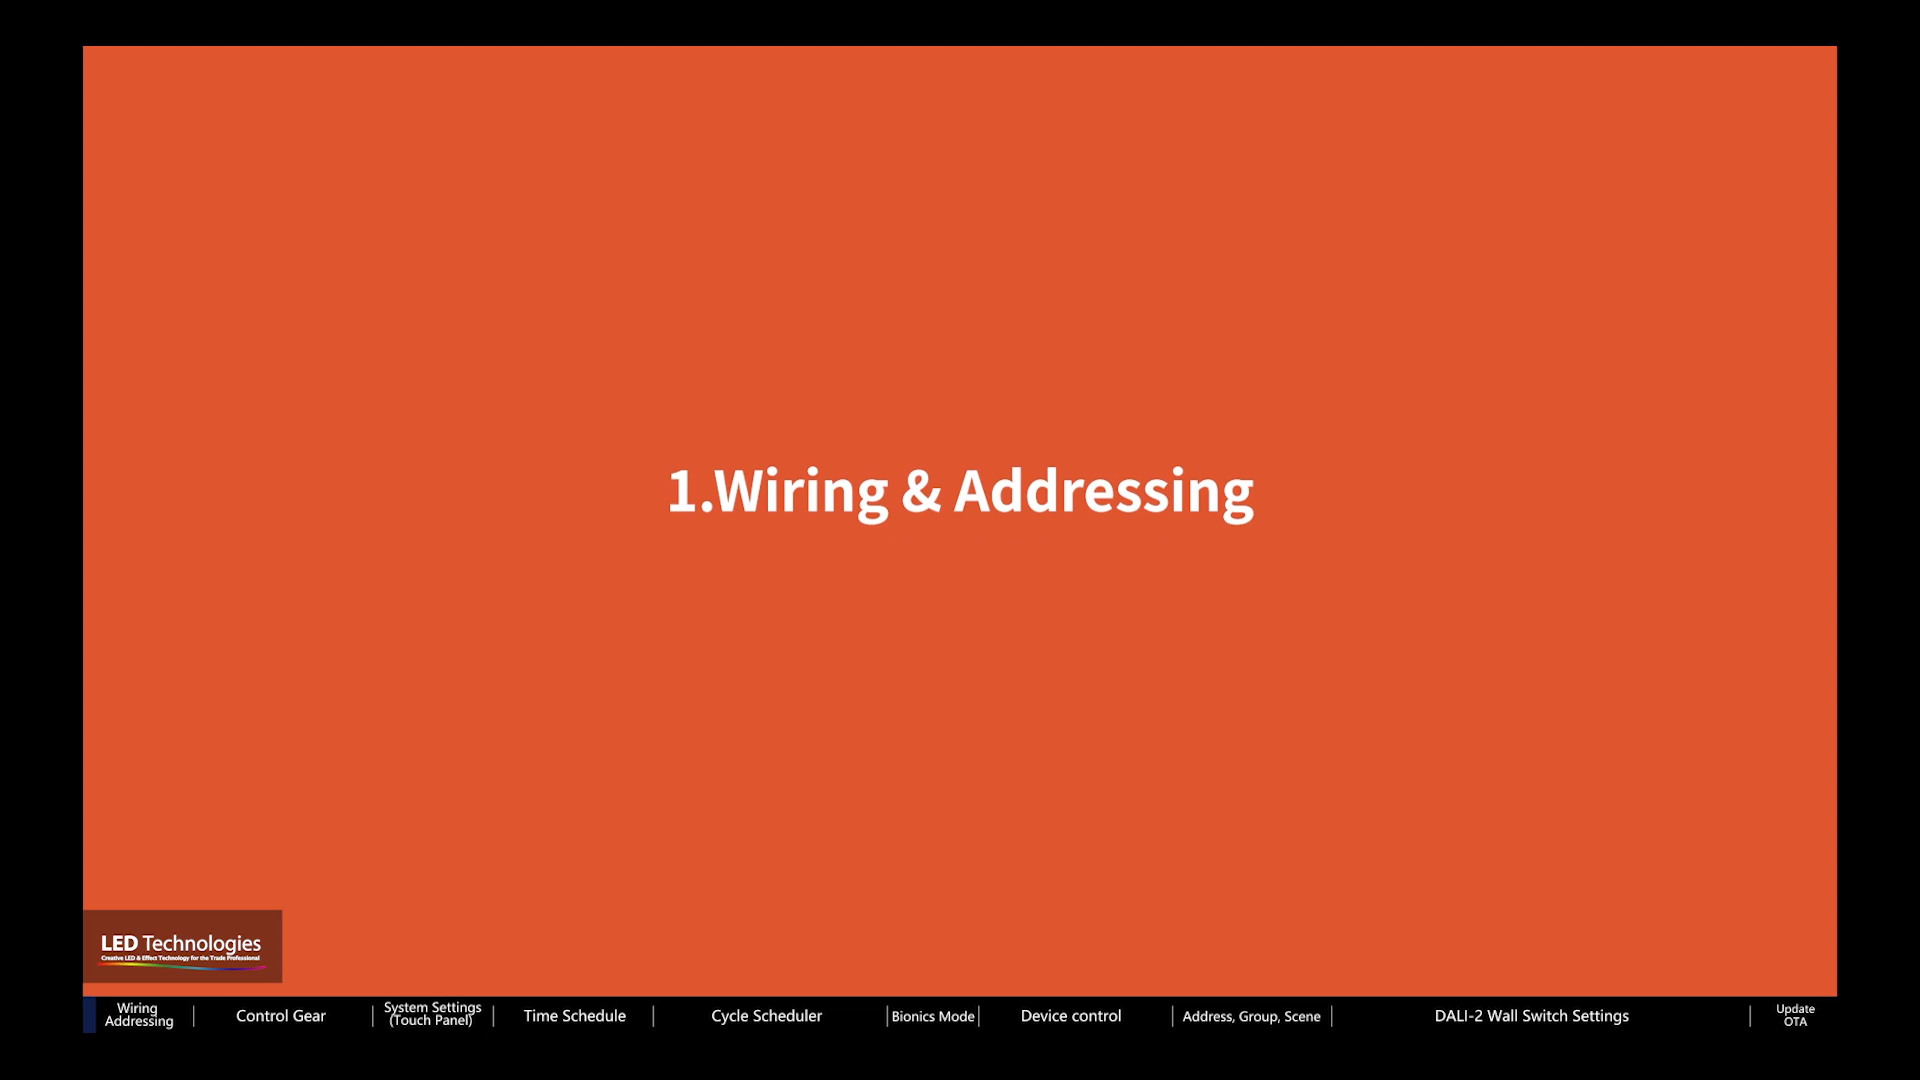 1.Wiring & Addressing
LED Technologies
Creative LED & Effect Technology for the Trade Professional
Wiring
Addressing
Control Gear
System Settings
(Touch Panel)
Time Schedule
Cycle Scheduler
Bionics Mode
Device control
Address, Group, Scene
DALI-2 Wall Switch Settings
Update
OTA